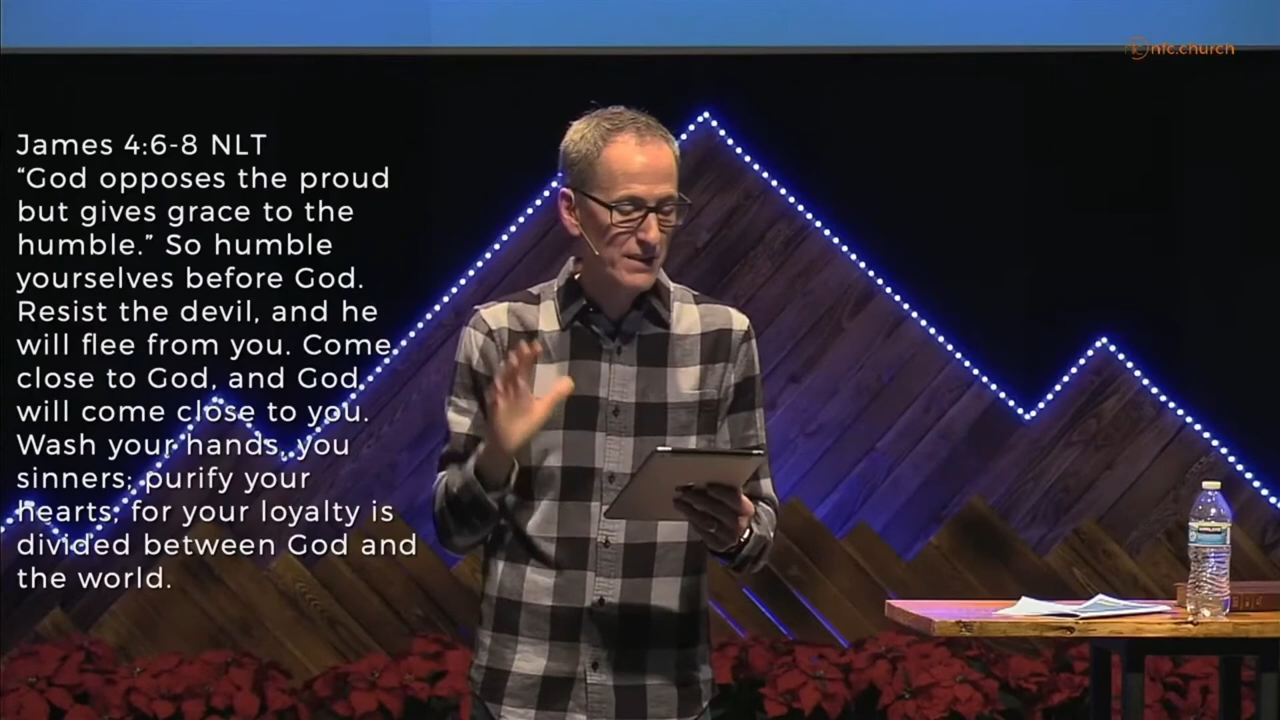 nfc.church
James 4:6-8 NLT
“God opposes the proud
but gives grace to the
humble.” So humble
yourselves before God.
Resist the devil, and he
will flee from you. Come
close to God, and God
will come close to you.
Wash your hands, you
sinners; purify your
hearts, for your loyalty is
divided between God and
the world.